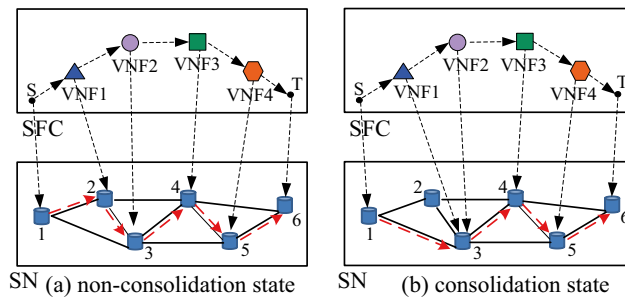 VNF2
VNF3
S
VNF1
VNF4
T
SFC
2
4
1
3
5
6
SN
(a) non-consolidation state
VNF2
VNF3
S
VNF1
VNF4
T
SFC
2
4
1
3
5
6
SN
(b) consolidation state